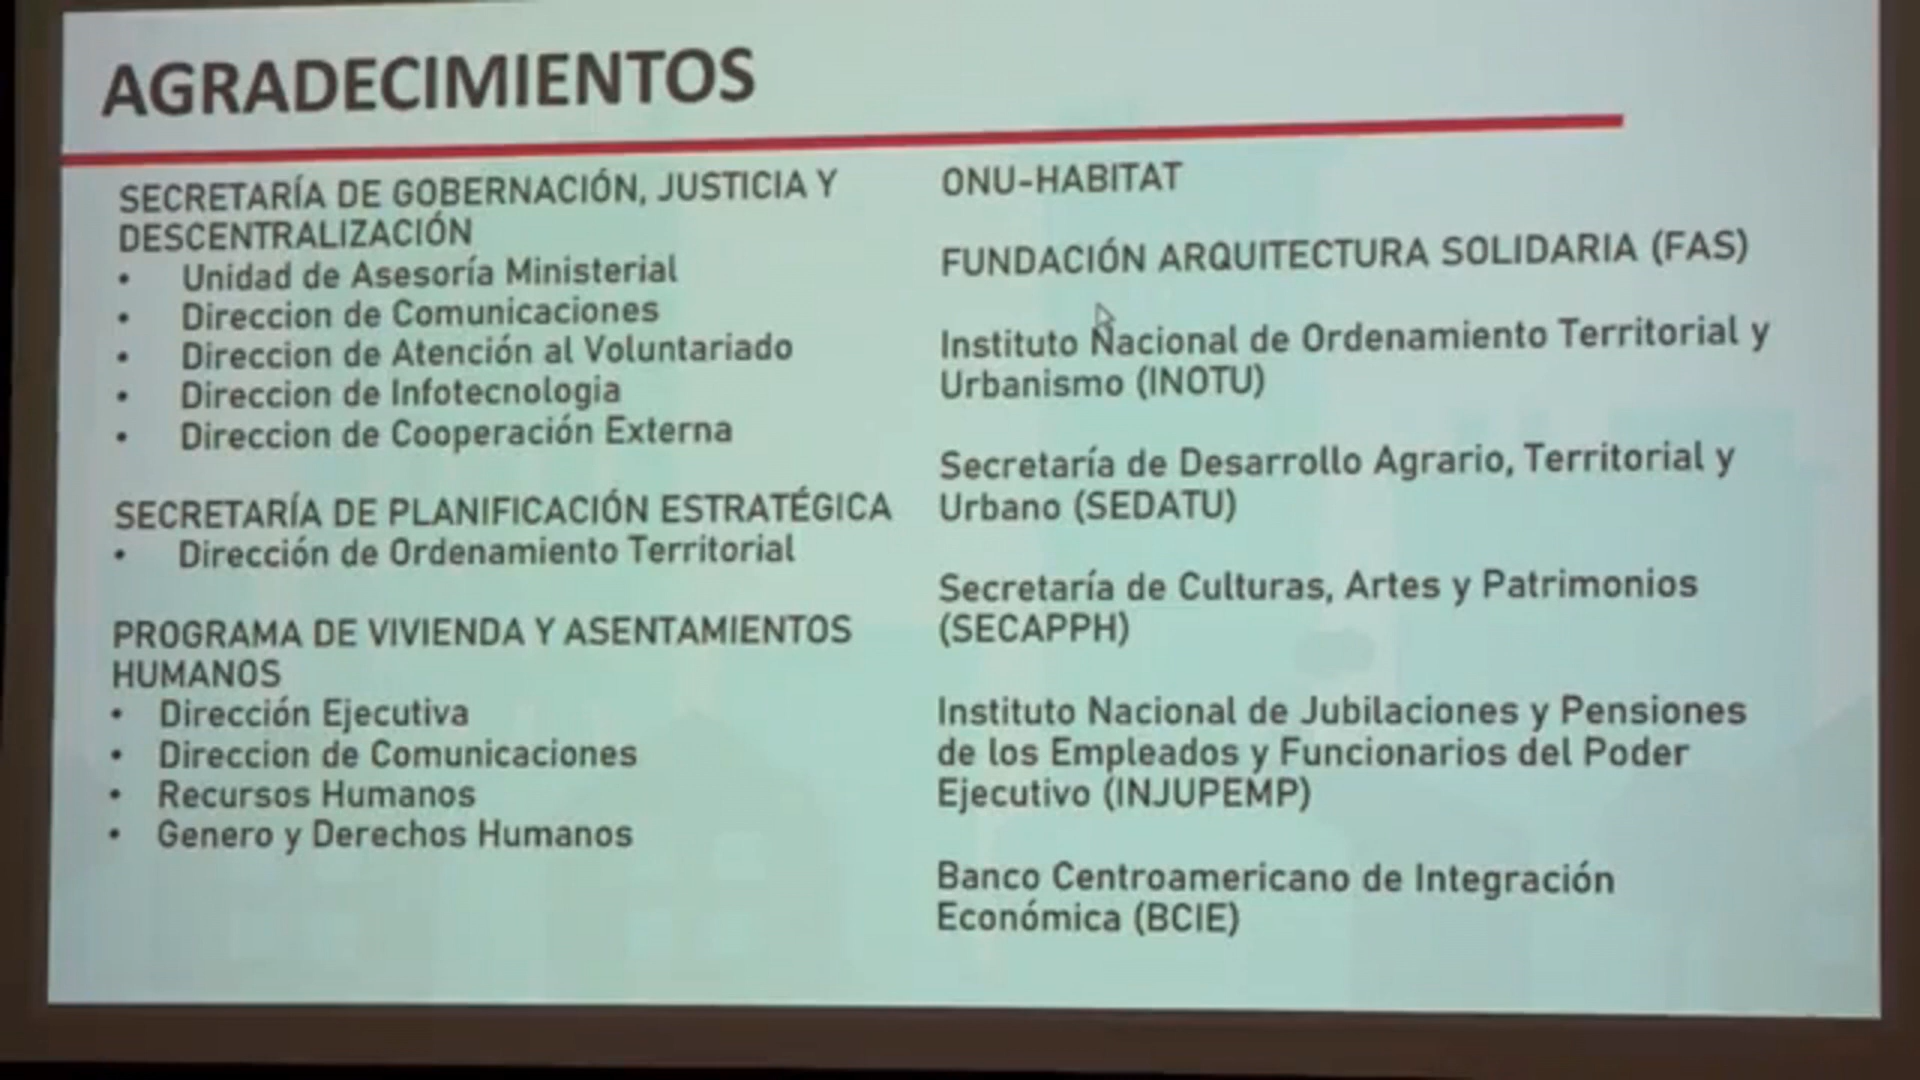 AGRADECIMIENTOS
SECRETARÍA DE GOBERNACIÓN, JUSTICIA Y
DESCENTRALIZACIÓN
• Unidad de Asesoría Ministerial
• Direccion de Comunicaciones
• Direccion de Atención al Voluntariado
• Direccion de Infotecnologia
• Direccion de Cooperación Externa
SECRETARÍA DE PLANIFICACIÓN ESTRATÉGICA
• Dirección de Ordenamiento Territorial
PROGRAMA DE VIVIENDA Y ASENTAMIENTOS
HUMANOS
• Dirección Ejecutiva
• Direccion de Comunicaciones
• Recursos Humanos
• Genero y Derechos Humanos
ONU-HABITAT
FUNDACIÓN ARQUITECTURA SOLIDARIA (FAS)
Instituto Nacional de Ordenamiento Territorial y
Urbanismo (INOTU)
Secretaría de Desarrollo Agrario, Territorial y
Urbano (SEDATU)
Secretaría de Culturas, Artes y Patrimonios
(SECAPPH)
Instituto Nacional de Jubilaciones y Pensiones
de los Empleados y Funcionarios del Poder
Ejecutivo (INJUPEMP)
Banco Centroamericano de Integración
Económica (BCIE)